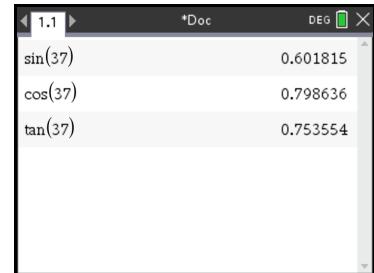 1.1 *Doc DEG
sin(37) 0.601815
cos(37) 0.798636
tan(37) 0.753554